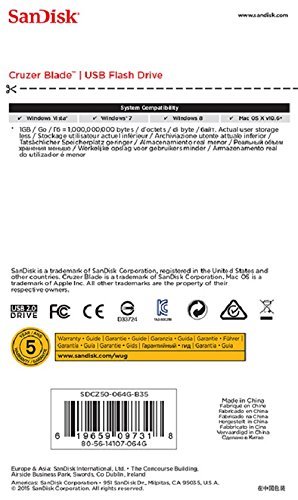 SanDisk®
www.sandisk.com
Cruzer Blade™ | USB Flash Drive
System Compatibility
✓ Windows Vista® ✓ Windows® 7 ✓ Windows 8 ✓ Mac OS X v10.6+
* 1GB / Go / Гб = 1,000,000,000 bytes / d'octets / di byte / байт. Actual user storage
less / Stockage utilisateur actuel inférieur / Archiviazione utente attuale inferior /
Tatsächlicher Speicherplatz geringer / Almacenamiento real menor / Реальный объем
хранения меньшо / Werkelijke opslag voor gebruikers minder / Armazenamento real
do utilizador é menor
SanDisk is a trademark of SanDisk Corporation, registered in the United States and
other countries. Cruzer Blade is a trademark of SanDisk Corporation. Mac OS is a
trademark of Apple Inc. All other trademarks are the property of their
respective owners.
USB 2.0
DRIVE
FC
CE
D33724
5
Warranty · Garantie · Guide | Garantie · Guide | Garanzia · Guida | Garantie · Führer |
Garantía · Guía | Garantie · Gids | Гарантийный · гид | Garantia · Guia
www.sandisk.com/wug
SDCZ50-064G-B35
6 19659 09731 8
80-56-14107-064G
Made in China
Fabriqué en Chine
Fabricado en China
Hergestellt in China
Fabbricato in Cina
Vervaardigd in China
Сделано в Китае
在中国包装
Europe & Asia: SanDisk International, Ltd. • The Concourse Building,
Airside Business Park, Swords, Co Dublin, Ireland
Americas: SanDisk Corporation • 951 SanDisk Dr., Milpitas, CA 95035, U.S. A.
© 2015 SanDisk Corporation. All rights reserved.